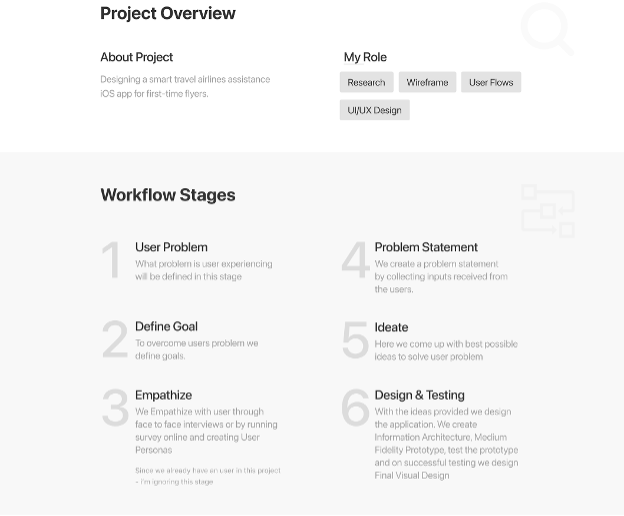 Project Overview
About Project
Designing a smart travel airlines assistance
iOS app for first-time flyers.
My Role
Research
Wireframe
User Flows
UI/UX Design
Workflow Stages
1
User Problem
What problem is user experiencing
will be defined in this stage
2
Define Goal
To overcome users problem we
define goals.
3
Empathize
We Empathize with user through
face to face interviews or by running
survey online and creating User
Personas
Since we already have an user in this project
- I'm ignoring this stage
4
Problem Statement
We create a problem statement
by collecting inputs received from
the users.
5
Ideate
Here we come up with best possible
ideas to solve user problem
6
Design & Testing
With the ideas provided we design
the application. We create
Information Architecture, Medium
Fidelity Prototype, test the prototype
and on successful testing we design
Final Visual Design